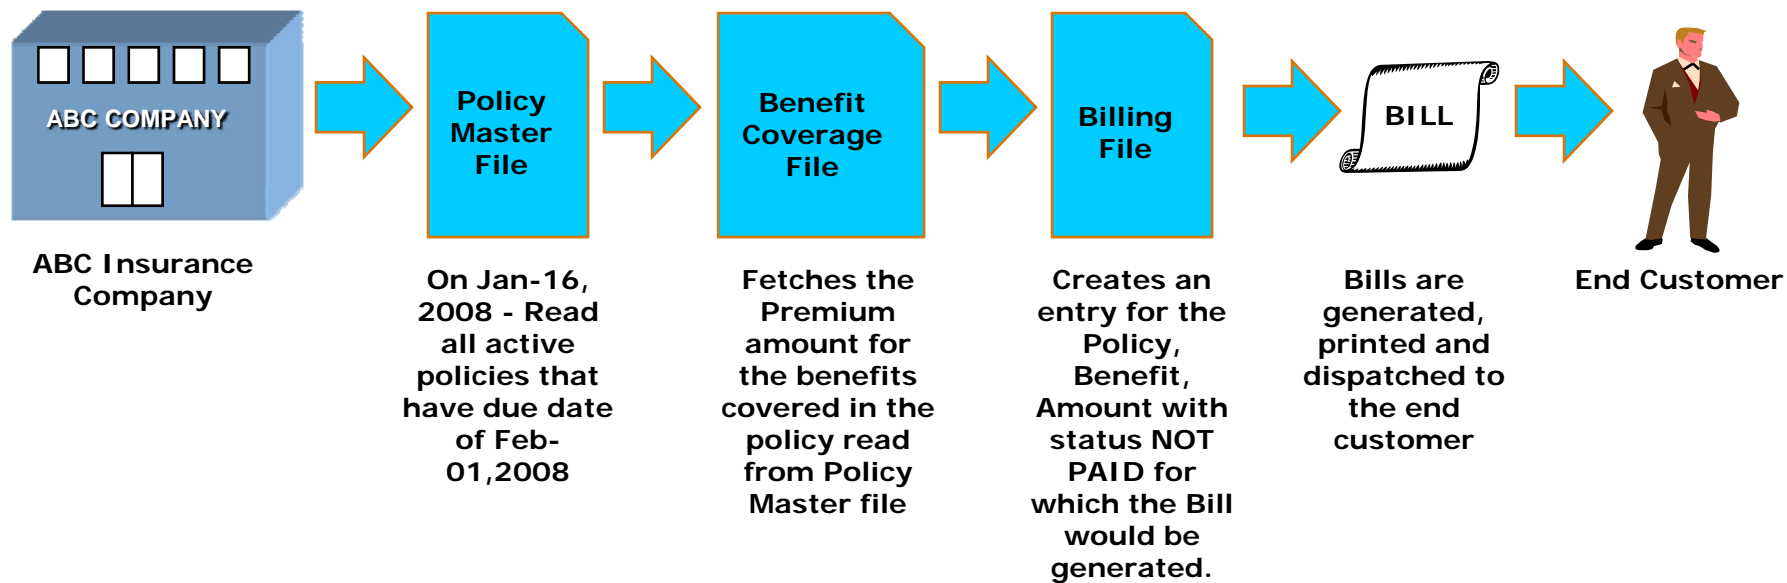 ABC COMPANY
Policy
Master
File
Benefit
Coverage
File
Billing
File
BILL
ABC Insurance
Company
On Jan-16,
2008 - Read
all active
policies that
have due date
of Feb-
01,2008
Fetches the
Premium
amount for
the benefits
covered in the
policy read
from Policy
Master file
Creates an
entry for the
Policy,
Benefit,
Amount with
status NOT
PAID for
which the Bill
would be
generated.
Bills are
generated,
printed and
dispatched to
the end
customer
End Customer